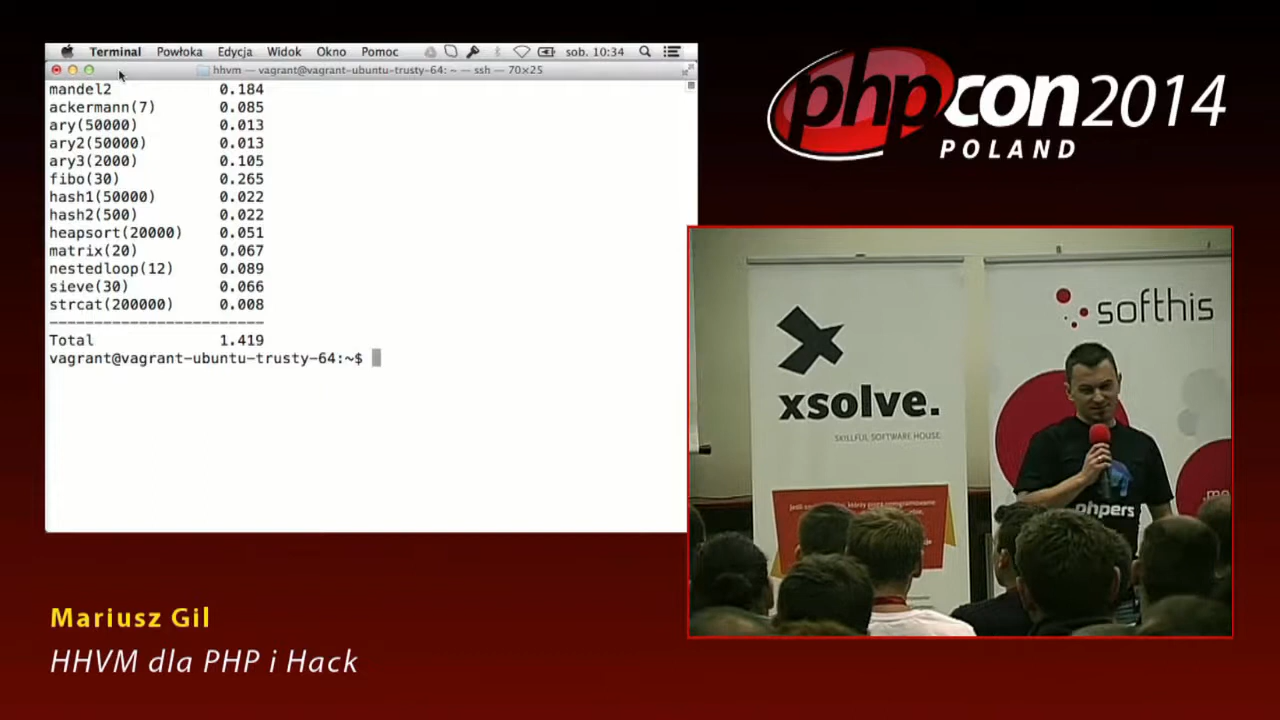 Terminal Powłoka Edycja Widok Okno Pomoc sob. 10:34
hhvm — vagrant@vagrant-ubuntu-trusty-64: ~ — ssh — 70×25
mandel2 0.184
ackermann(7) 0.085
ary(50000) 0.013
ary2(50000) 0.013
ary3(2000) 0.105
fibo(30) 0.265
hash1(50000) 0.022
hash2(500) 0.022
heapsort(20000) 0.051
matrix(20) 0.067
nestedloop(12) 0.089
sieve(30) 0.066
strcat(200000) 0.008
------------------------
Total 1.419
vagrant@vagrant-ubuntu-trusty-64:~$
phpcon 2014
POLAND
xsolve.
SKILLFUL SOFTWARE HOUSE.
softhis
phpers
.me
Mariusz Gil
HHVM dla PHP i Hack